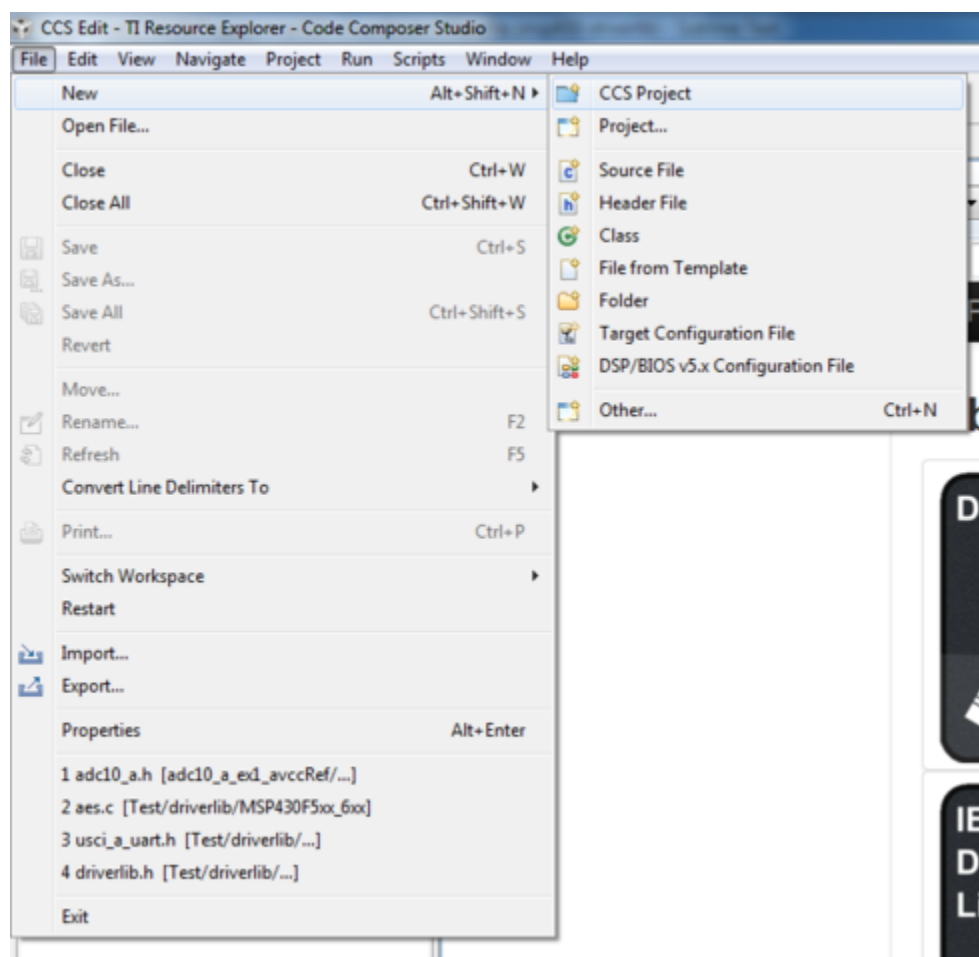 CCS Edit - TI Resource Explorer - Code Composer Studio
File Edit View Navigate Project Run Scripts Window Help
New Alt+Shift+N
Open File...
Close Ctrl+W
Close All Ctrl+Shift+W
Save Ctrl+S
Save As...
Save All Ctrl+Shift+S
Revert
Move...
Rename... F2
Refresh F5
Convert Line Delimiters To
Print... Ctrl+P
Switch Workspace
Restart
Import...
Export...
Properties Alt+Enter
1 adc10_a.h [adc10_a_ex1_avccRef/...]
2 aes.c [Test/driverlib/MSP430F5xx_6xx]
3 usci_a_uart.h [Test/driverlib/...]
4 driverlib.h [Test/driverlib/...]
Exit
CCS Project
Project...
Source File
Header File
Class
File from Template
Folder
Target Configuration File
DSP/BIOS v5.x Configuration File
Other... Ctrl+N